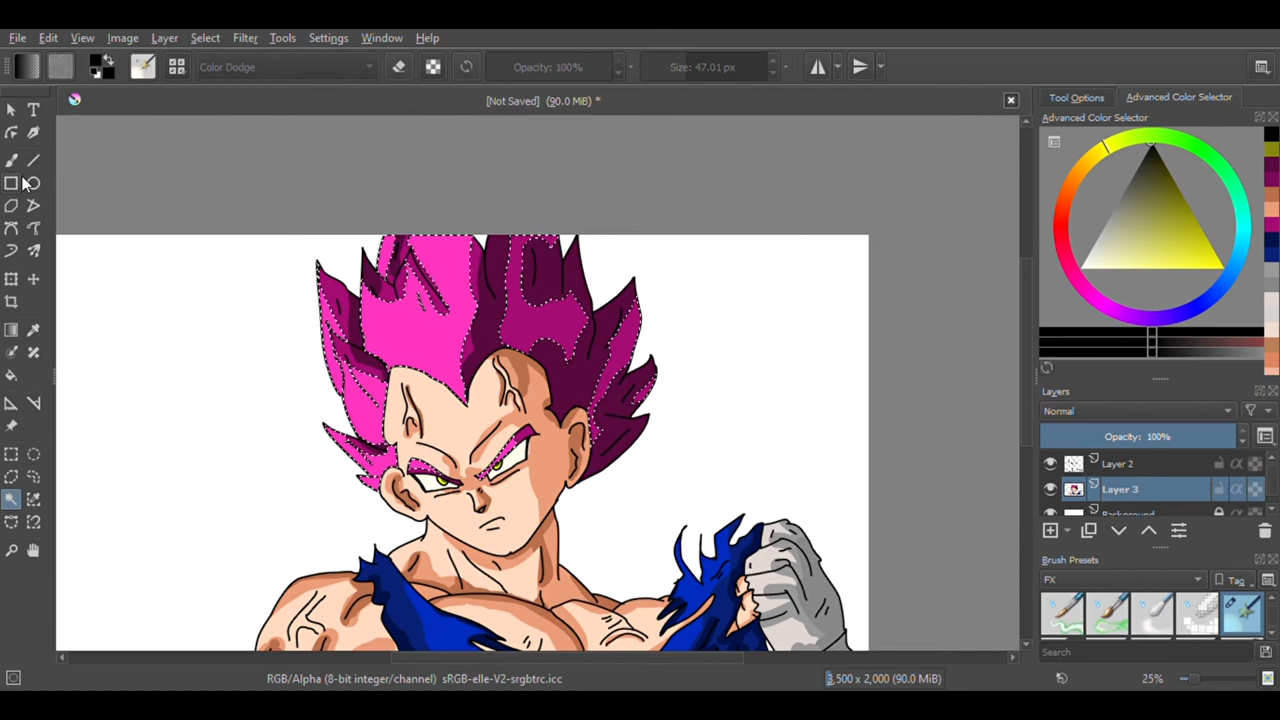 File Edit View Image Layer Select Filter Tools Settings Window Help
Color Dodge Opacity: 100% Size: 47.01 px
[Not Saved] (90.0 MiB) *
Tool Options Advanced Color Selector
Advanced Color Selector
Layers
Normal
Opacity: 100%
Layer 2
Layer 3
Background
Brush Presets
FX Tag
Search
RGB/Alpha (8-bit integer/channel) sRGB-elle-V2-srgbtrc.icc 3,500 x 2,000 (90.0 MiB) 25%